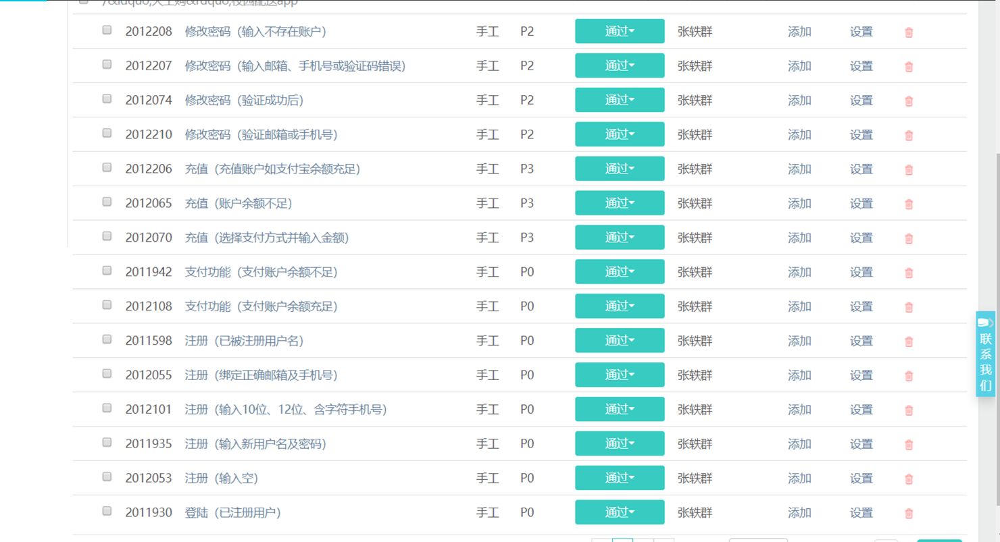 2012208 修改密码（输入不存在账户） 手工 P2 通过 张轶群 添加 设置
2012207 修改密码（输入邮箱、手机号或验证码错误） 手工 P2 通过 张轶群 添加 设置
2012074 修改密码（验证成功后） 手工 P2 通过 张轶群 添加 设置
2012210 修改密码（验证邮箱或手机号） 手工 P2 通过 张轶群 添加 设置
2012206 充值（充值账户如支付宝余额充足） 手工 P3 通过 张轶群 添加 设置
2012065 充值（账户余额不足） 手工 P3 通过 张轶群 添加 设置
2012070 充值（选择支付方式并输入金额） 手工 P3 通过 张轶群 添加 设置
2011942 支付功能（支付账户余额不足） 手工 P0 通过 张轶群 添加 设置
2012108 支付功能（支付账户余额充足） 手工 P0 通过 张轶群 添加 设置
2011598 注册（已被注册用户名） 手工 P0 通过 张轶群 添加 设置
2012055 注册（绑定正确邮箱及手机号） 手工 P0 通过 张轶群 添加 设置
2012101 注册（输入10位、12位、含字符手机号） 手工 P0 通过 张轶群 添加 设置
2011935 注册（输入新用户名及密码） 手工 P0 通过 张轶群 添加 设置
2012053 注册（输入空） 手工 P0 通过 张轶群 添加 设置
2011930 登陆（已注册用户） 手工 P0 通过 张轶群 添加 设置
联系我们